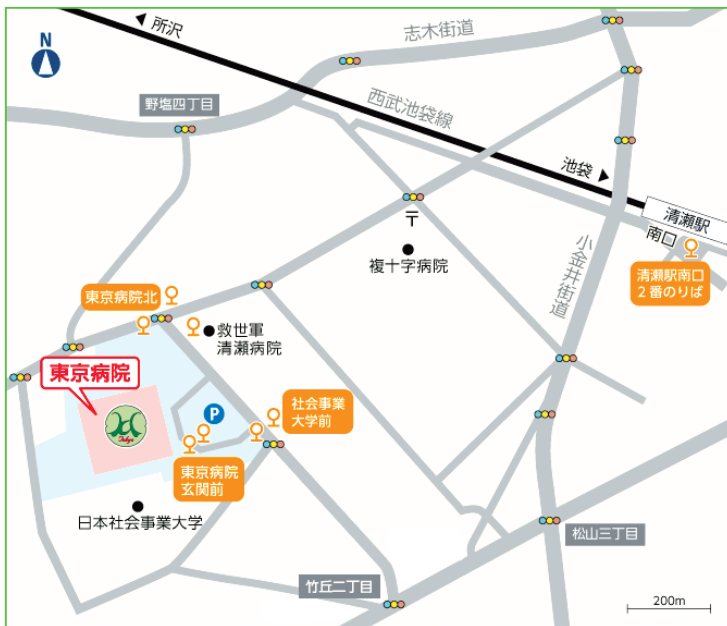 所沢
志木街道
N
野塩四丁目
西武池袋線
池袋
清瀬駅
南口
〒
複十字病院
小金井街道
清瀬駅南口
2番のりば
東京病院北
救世軍
清瀬病院
東京病院
P
社会事業
大学前
東京病院
玄関前
日本社会事業大学
松山三丁目
竹丘二丁目
200m